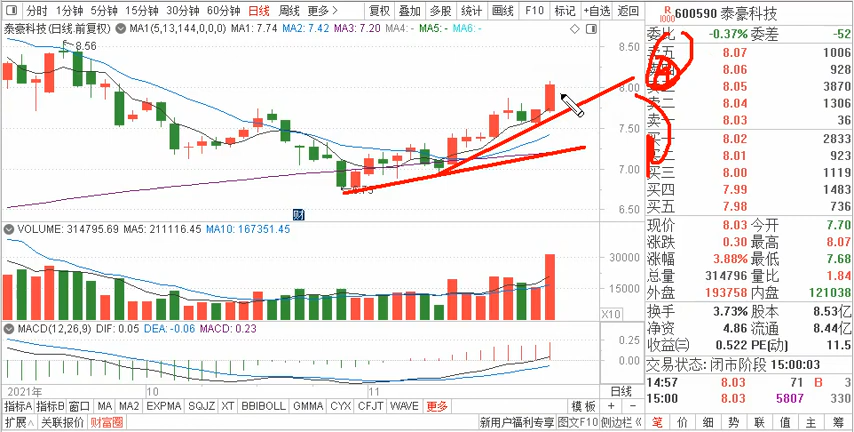 分时 1分钟 5分钟 15分钟 30分钟 60分钟 日线 周线 更多 复权 叠加 多股 统计 画线 F10 标记 +自选 返回
R 1000 600590 泰豪科技
泰豪科技(日线.前复权) MA1(5,13,144,0,0,0) MA1: 7.74 MA2: 7.42 MA3: 7.20 MA4: - MA5: - MA6: -
8.56
8.50
8.00
7.50
7.00
6.50
财
VOLUME: 314795.69 MA5: 211116.45 MA10: 167351.45
30000
15000
X10
MACD(12,26,9) DIF: 0.05 DEA: -0.06 MACD: 0.23
0.25
0.00
2021年 10 11 日线
指标A 指标B 窗口 MA MA2 EXPMA SQJZ XT BBIBOLL GMMA CYX CFJT WAVE 更多 模板 + -
扩展∧ 关联报价 财富圈 新用户福利专享 图文F10 侧边栏《
委比 -0.37% 委差 -52
卖五 8.07 1006
8.06 928
8.05 3870
卖二 8.04 1306
卖一 8.03 36
买一 8.02 2833
8.01 923
买三 8.00 1119
买四 7.99 1483
买五 7.98 736
现价 8.03 今开 7.70
涨跌 0.30 最高 8.07
涨幅 3.88% 最低 7.68
总量 314796 量比 1.84
外盘 193758 内盘 121038
换手 3.73% 股本 8.53亿
净资 4.86 流通 8.44亿
收益㈢ 0.522 PE(动) 11.5
交易状态: 闭市阶段 15:00:03
14:57 8.03 71 B 3
15:00 8.03 5807 330
笔 价 细 势 联 值 主 筹